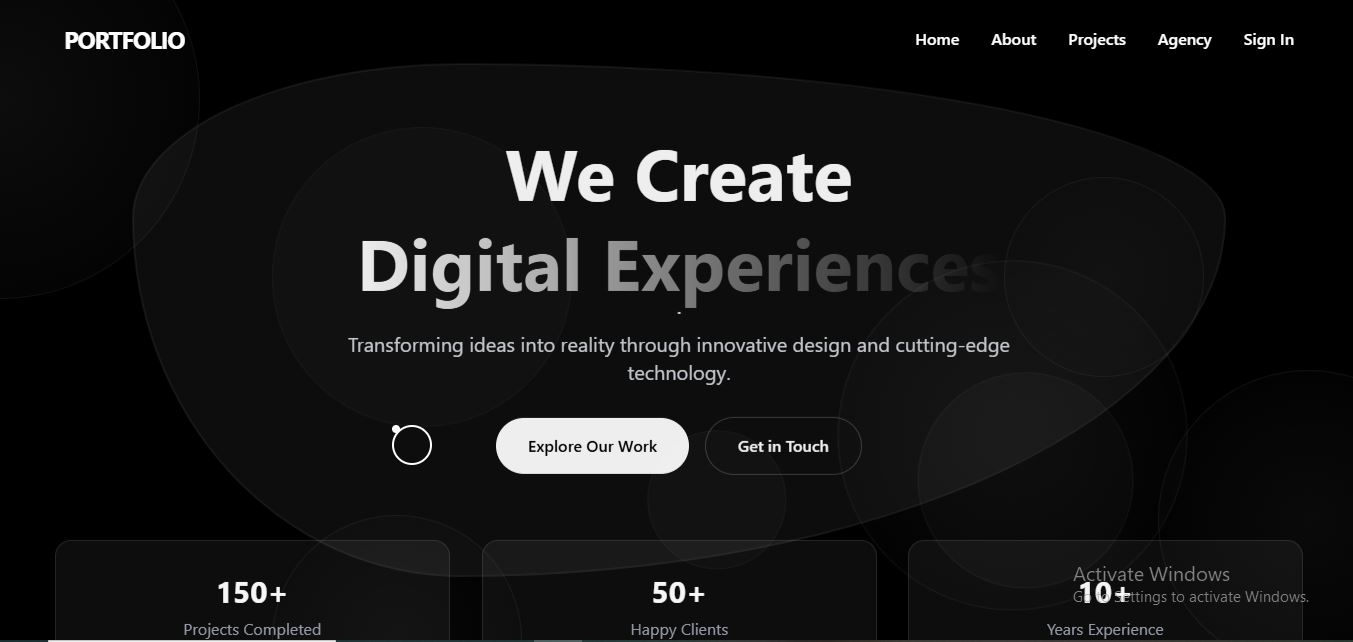 PORTFOLIO
Home About Projects Agency Sign In
We Create
Digital Experiences
Transforming ideas into reality through innovative design and cutting-edge
technology.
Explore Our Work Get in Touch
150+
Projects Completed
50+
Happy Clients
10+
Years Experience
Activate Windows
Go to Settings to activate Windows.